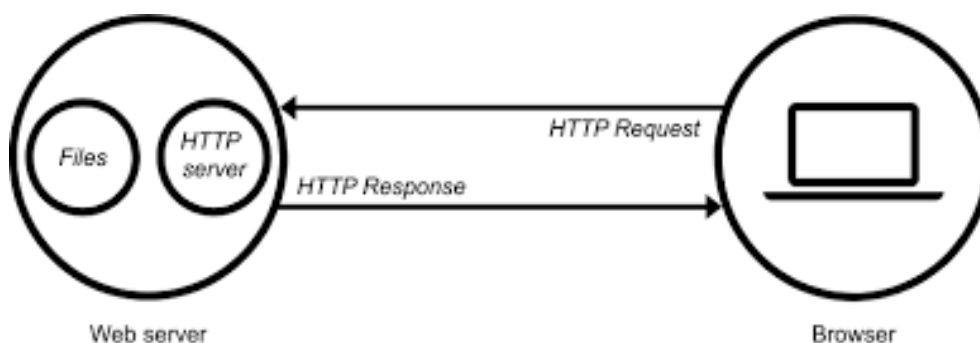 Files
HTTP
server
HTTP Request
HTTP Response
Web server
Browser